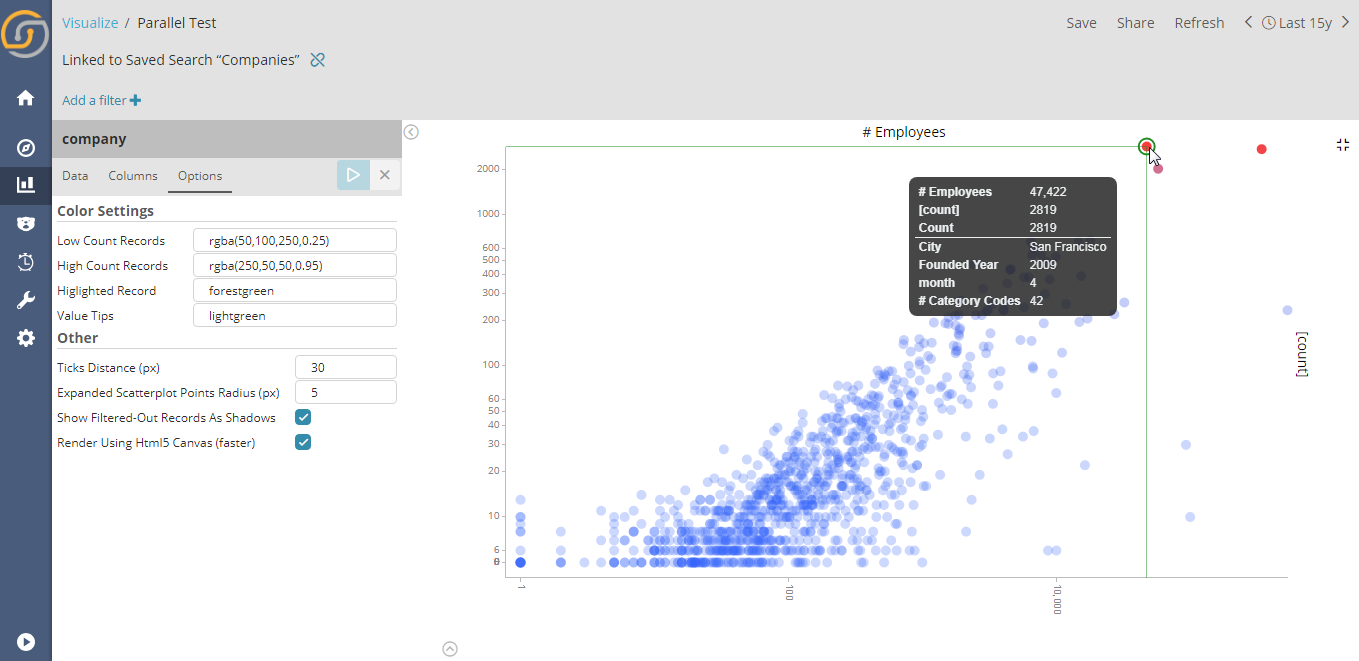 Visualize / Parallel Test
Save Share Refresh Last 15y
Linked to Saved Search “Companies”
Add a filter
company
Data Columns Options
Color Settings
Low Count Records rgba(50,100,250,0.25)
High Count Records rgba(250,50,50,0.95)
Higlighted Record forestgreen
Value Tips lightgreen
Other
Ticks Distance (px) 30
Expanded Scatterplot Points Radius (px) 5
Show Filtered-Out Records As Shadows
Render Using Html5 Canvas (faster)
# Employees
2000
1000
600
500
400
300
200
100
60
50
40
30
20
10
6
# Employees 47,422
[count] 2819
Count 2819
City San Francisco
Founded Year 2009
month 4
# Category Codes 42
[count]
1
100
10,000